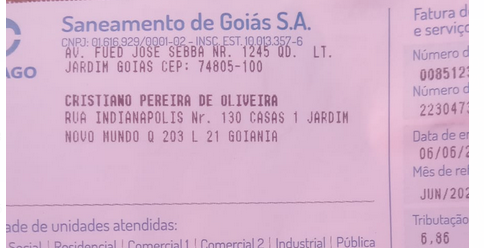 Saneamento de Goiás S.A.
CNPJ: 01.616.929/0001-02 - INSC. EST. 10.013.357-6
AV. FUED JOSE SEBBA NR. 1245 QD. LT.
JARDIM GOIAS CEP: 74805-100
AGO
CRISTIANO PEREIRA DE OLIVEIRA
RUA INDIANAPOLIS Nr. 130 CASAS 1 JARDIM
NOVO MUNDO Q 203 L 21 GOIANIA
ade de unidades atendidas:
Social | Residencial | Comercial 1 | Comercial 2 | Industrial | Pública
Fatura d
e serviço
Número d
0085123
Número d
223047
Data de e
06/06/2
Mês de re
JUN/202
Tributação
6.86